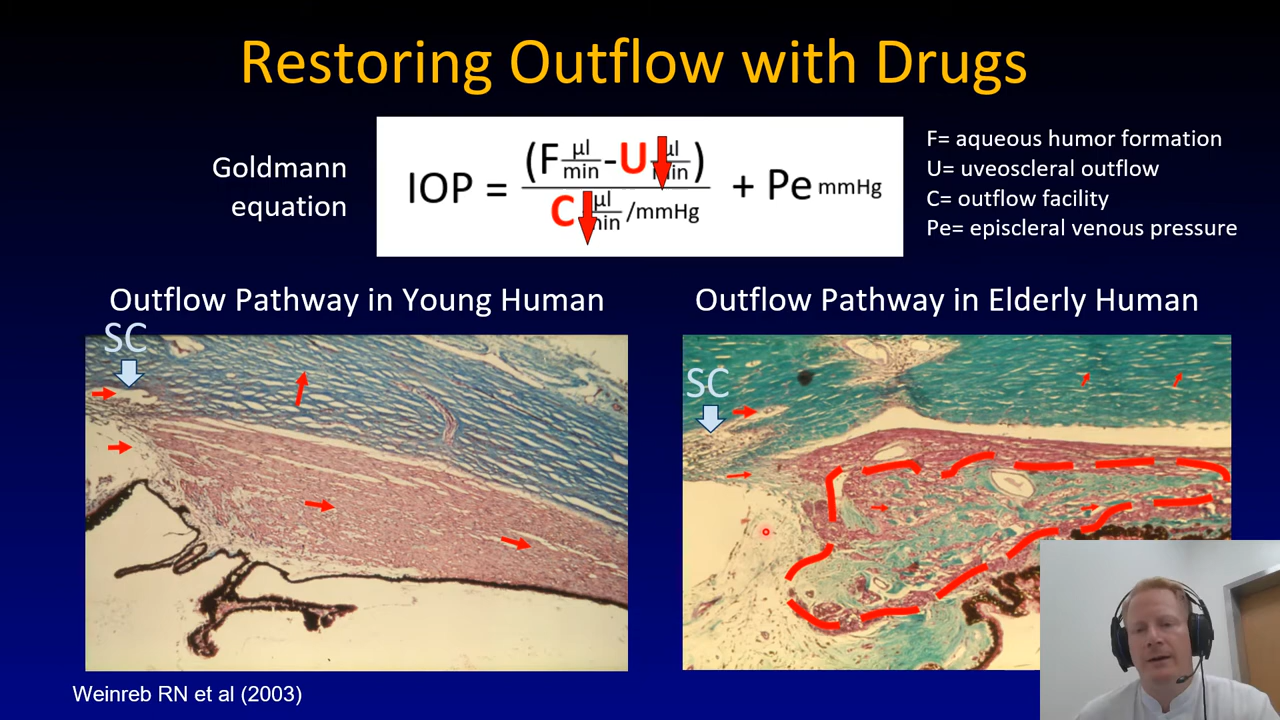 Restoring Outflow with Drugs
Goldmann
equation
IOP = (F μl/min - U μl/min) / C μl/min /mmHg + Pe mmHg
F= aqueous humor formation
U= uveoscleral outflow
C= outflow facility
Pe= episcleral venous pressure
Outflow Pathway in Young Human
Outflow Pathway in Elderly Human
SC
SC
Weinreb RN et al (2003)